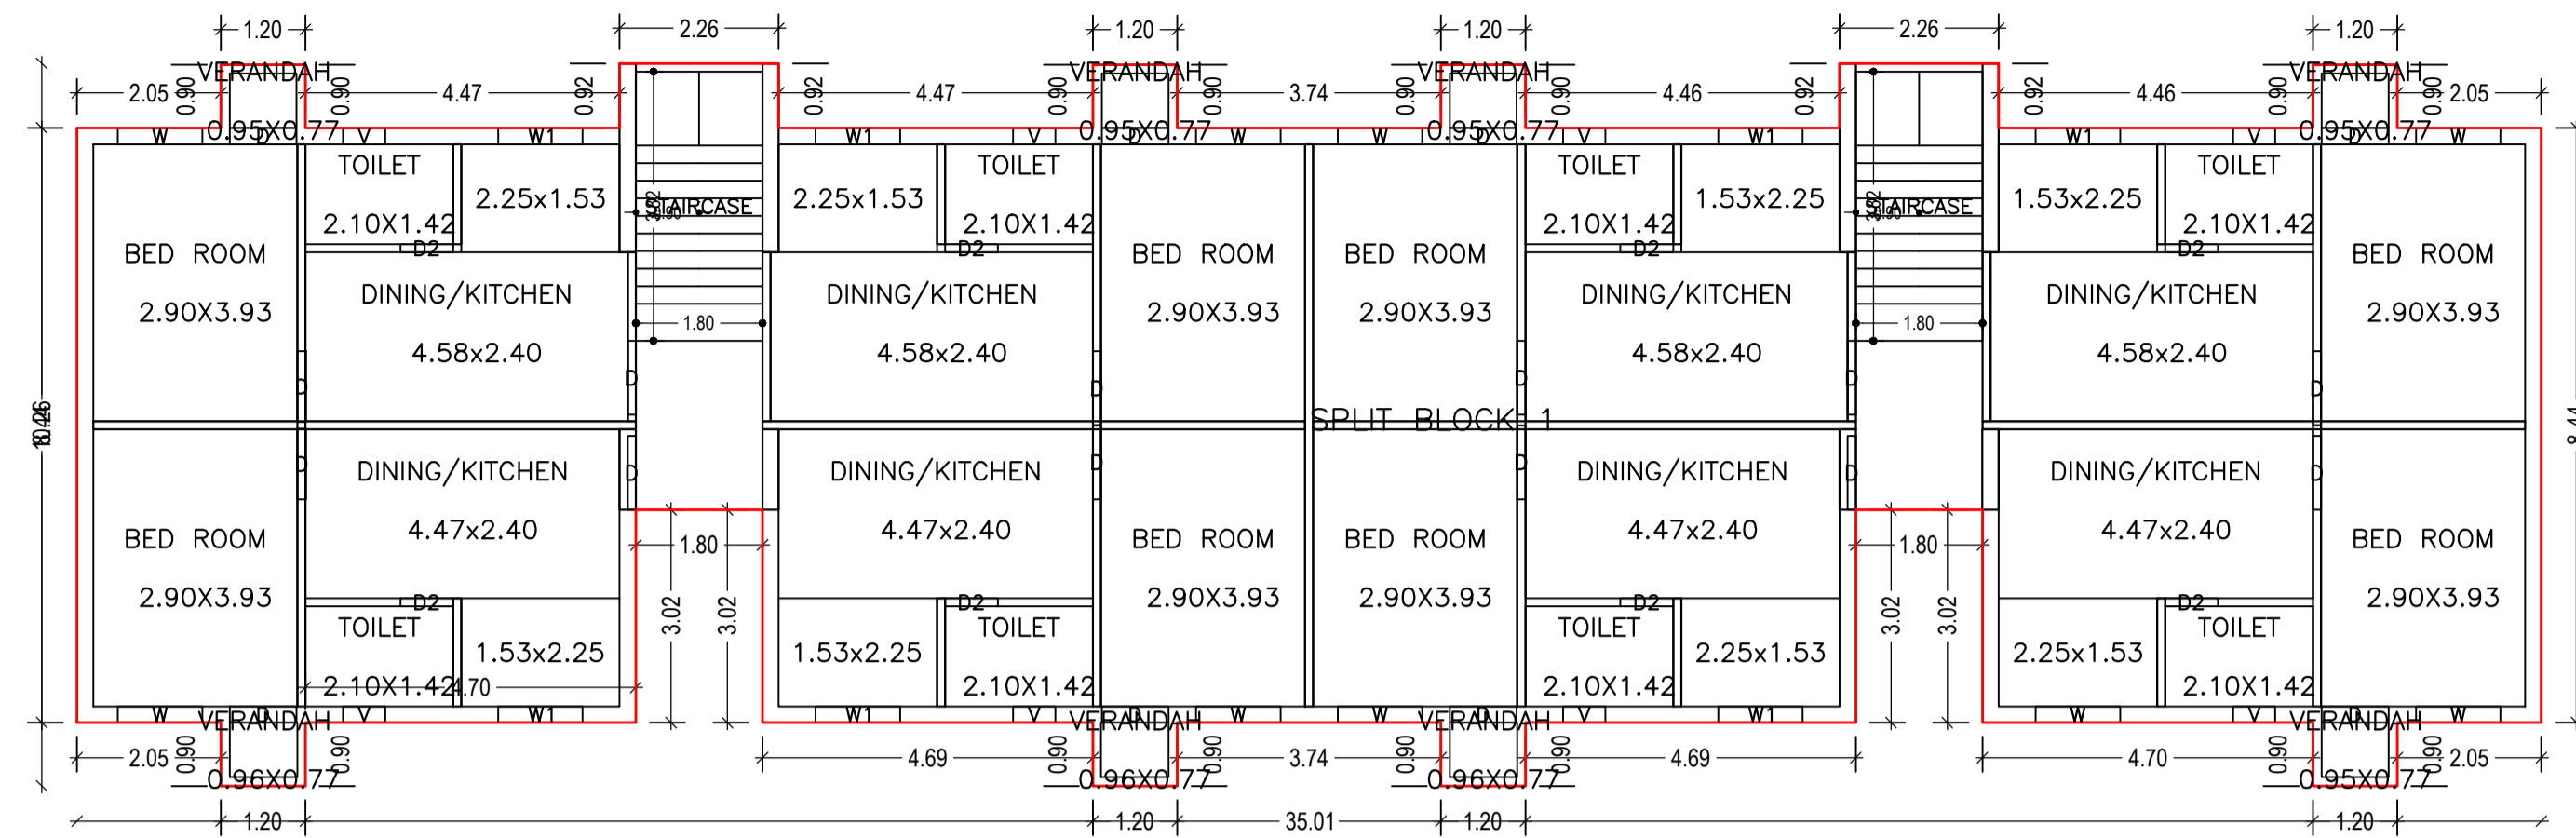 1.20 2.26 1.20 1.20 2.26 1.20
VERANDAH VERANDAH VERANDAH VERANDAH
2.05 0.90 0.90 4.47 0.92 0.92 4.47 0.90 0.90 3.74 0.90 0.90 4.46 0.92 0.92 4.46 0.90 0.90 2.05
0.95X0.77 0.95X0.77 0.95X0.77 0.95X0.77
W D V W1 W1 V D W W D V W1 W1 V D W
TOILET TOILET TOILET TOILET
2.25x1.53 2.25x1.53 1.53x2.25 1.53x2.25
STAIRCASE STAIRCASE
2.10X1.42 2.10X1.42 2.10X1.42 2.10X1.42
D2 D2 D2 D2
BED ROOM BED ROOM BED ROOM BED ROOM
DINING/KITCHEN DINING/KITCHEN DINING/KITCHEN DINING/KITCHEN
2.90X3.93 2.90X3.93 2.90X3.93 2.90X3.93
1.80 1.80
4.58x2.40 4.58x2.40 4.58x2.40 4.58x2.40
D D D D D D
SPLIT BLOCK 1
8.44
D D D D D D
DINING/KITCHEN DINING/KITCHEN DINING/KITCHEN DINING/KITCHEN
4.47x2.40 4.47x2.40 4.47x2.40 4.47x2.40
BED ROOM BED ROOM BED ROOM BED ROOM
1.80 1.80
2.90X3.93 2.90X3.93 2.90X3.93 2.90X3.93
D2 D2 D2 D2
3.02 3.02 3.02 3.02
TOILET TOILET TOILET TOILET
1.53x2.25 1.53x2.25 2.25x1.53 2.25x1.53
2.10X1.42 4.70 2.10X1.42 2.10X1.42 2.10X1.42
W D V W1 W1 V D W W D V W1 W V D W
VERANDAH VERANDAH VERANDAH VERANDAH
2.05 0.90 0.90 4.69 0.90 0.90 3.74 0.90 0.90 4.69 4.70 0.90 0.90 2.05
0.96X0.77 0.96X0.77 0.96X0.77 0.95X0.77
1.20 1.20 35.01 1.20 1.20